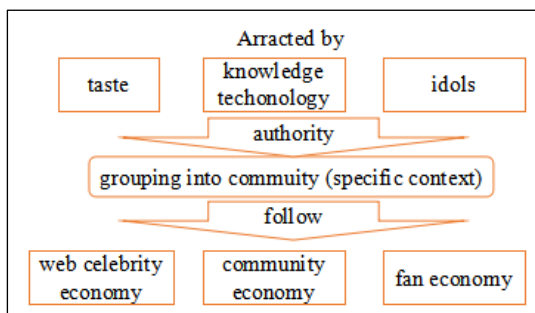 Arracted by
taste
knowledge
techonology
idols
authority
grouping into commuity (specific context)
follow
web celebrity
economy
community
economy
fan economy